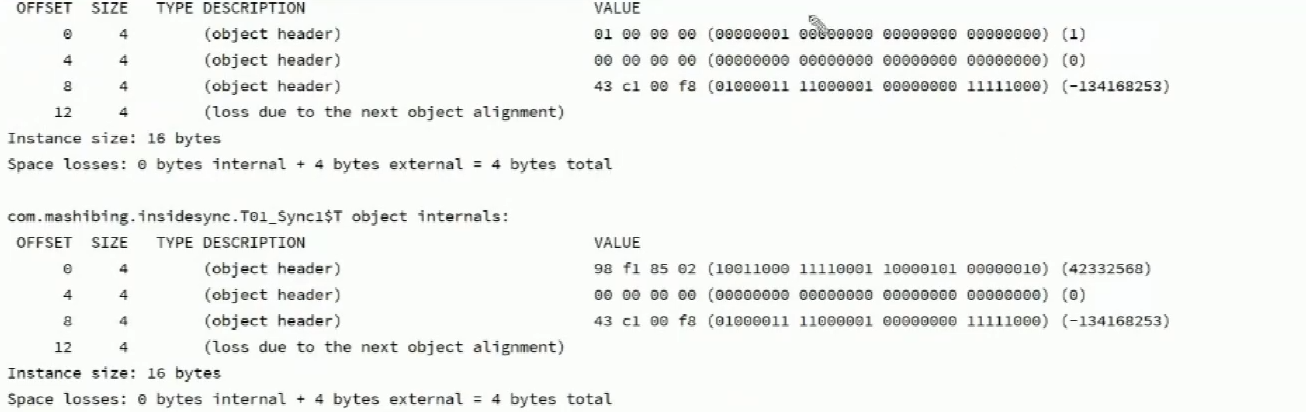 OFFSET SIZE TYPE DESCRIPTION VALUE
0 4 (object header) 01 00 00 00 (00000001 00000000 00000000 00000000) (1)
4 4 (object header) 00 00 00 00 (00000000 00000000 00000000 00000000) (0)
8 4 (object header) 43 c1 00 f8 (01000011 11000001 00000000 11111000) (-134168253)
12 4 (loss due to the next object alignment)
Instance size: 16 bytes
Space losses: 0 bytes internal + 4 bytes external = 4 bytes total
com.mashibing.insidesync.T01_Sync1$T object internals:
OFFSET SIZE TYPE DESCRIPTION VALUE
0 4 (object header) 98 f1 85 02 (10011000 11110001 10000101 00000010) (42332568)
4 4 (object header) 00 00 00 00 (00000000 00000000 00000000 00000000) (0)
8 4 (object header) 43 c1 00 f8 (01000011 11000001 00000000 11111000) (-134168253)
12 4 (loss due to the next object alignment)
Instance size: 16 bytes
Space losses: 0 bytes internal + 4 bytes external = 4 bytes total